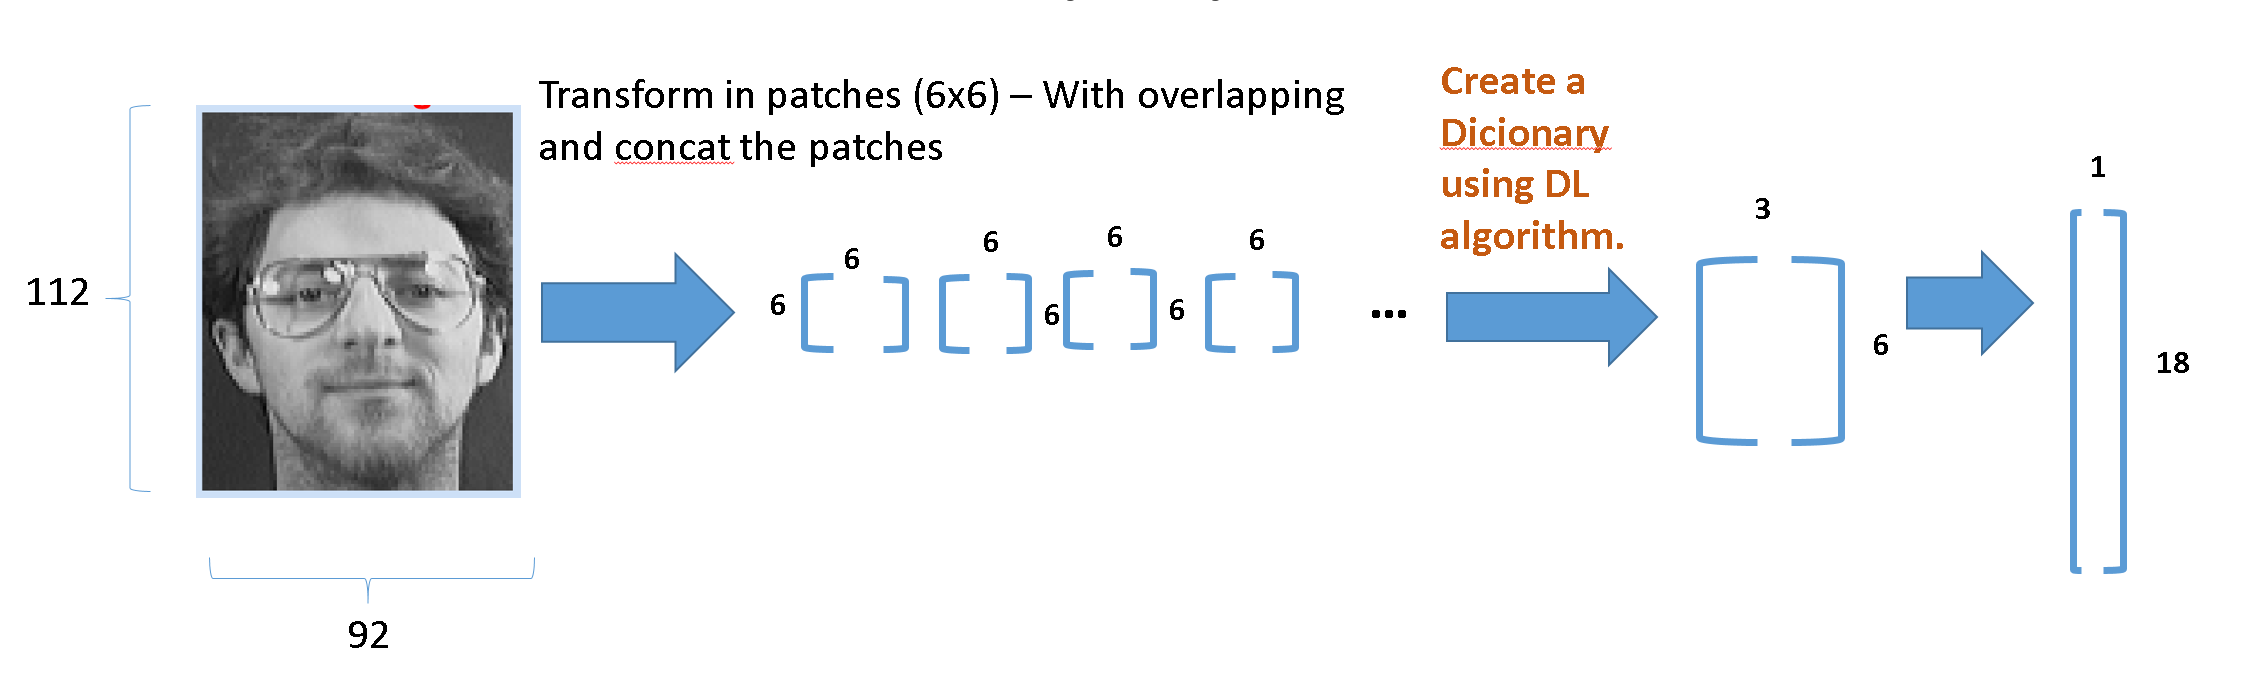 Transform in patches (6x6) – With overlapping
and concat the patches
Create a
Dicionary
using DL
algorithm.
112
92
6
6
6
6
6
6
6
...
3
6
1
18